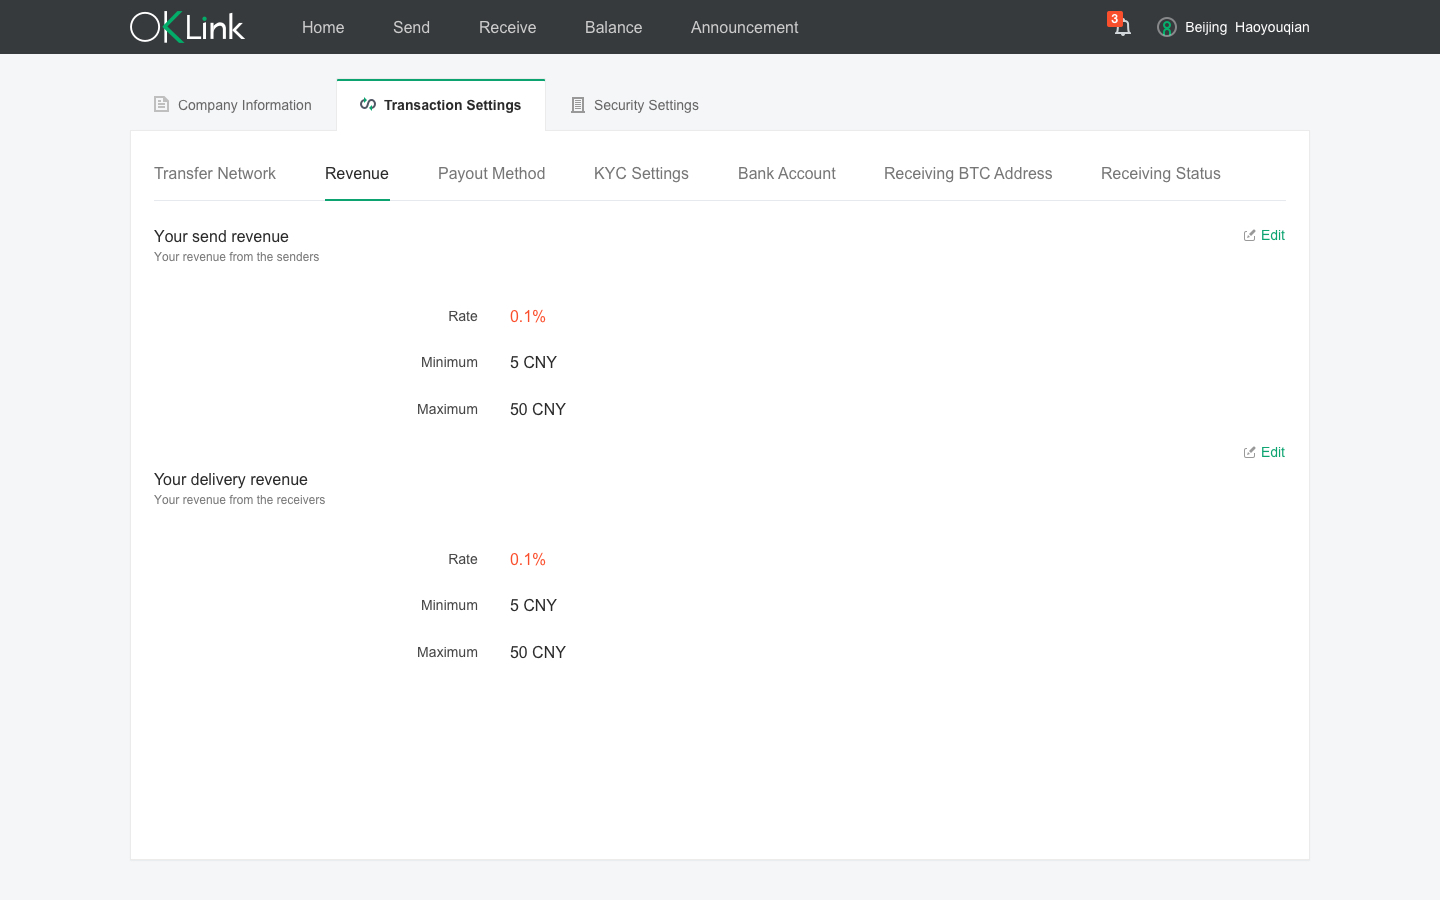 OKLink Home Send Receive Balance Announcement 3 Beijing Haoyouqian
Company Information Transaction Settings Security Settings
Transfer Network Revenue Payout Method KYC Settings Bank Account Receiving BTC Address Receiving Status
Your send revenue Edit
Your revenue from the senders
Rate 0.1%
Minimum 5 CNY
Maximum 50 CNY
Edit
Your delivery revenue
Your revenue from the receivers
Rate 0.1%
Minimum 5 CNY
Maximum 50 CNY